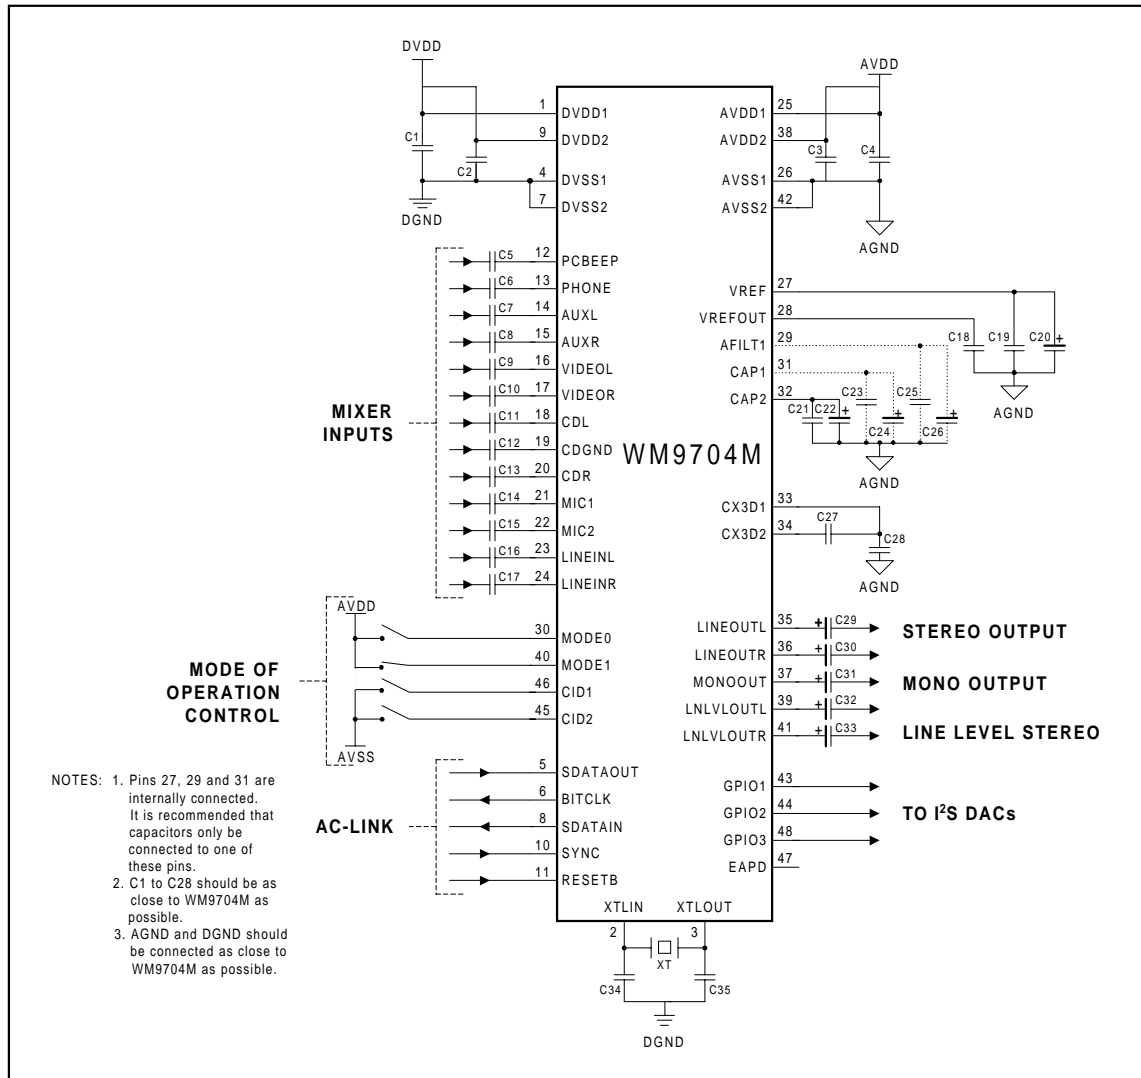 DVDD
AVDD
1 DVDD1
9 DVDD2
4 DVSS1
7 DVSS2
C1
C2
DGND
AVDD1 25
AVDD2 38
AVSS1 26
AVSS2 42
C3
C4
AGND
MIXER
INPUTS
C5 12 PCBEEP
C6 13 PHONE
C7 14 AUXL
C8 15 AUXR
C9 16 VIDEOL
C10 17 VIDEOR
C11 18 CDL
C12 19 CDGND
C13 20 CDR
C14 21 MIC1
C15 22 MIC2
C16 23 LINEINL
C17 24 LINEINR
WM9704M
VREF 27
VREFOUT 28
AFILT1 29
CAP1 31
CAP2 32
C18
C19
C20 +
AGND
C21
C22 +
C23
C24 +
C25
C26 +
AGND
CX3D1 33
CX3D2 34
C27
C28
AGND
MODE OF
OPERATION
CONTROL
AVDD
30 MODE0
40 MODE1
46 CID1
45 CID2
AVSS
LINEOUTL 35 + C29
LINEOUTR 36 + C30
MONOOUT 37 + C31
LNLVLOUTL 39 + C32
LNLVLOUTR 41 + C33
STEREO OUTPUT
MONO OUTPUT
LINE LEVEL STEREO
AC-LINK
5 SDATAOUT
6 BITCLK
8 SDATAIN
10 SYNC
11 RESETB
GPIO1 43
GPIO2 44
GPIO3 48
EAPD 47
TO I²S DACs
XTLIN XTLOUT
2 3
XT
C34 C35
DGND
NOTES: 1. Pins 27, 29 and 31 are
internally connected.
It is recommended that
capacitors only be
connected to one of
these pins.
2. C1 to C28 should be as
close to WM9704M as
possible.
3. AGND and DGND should
be connected as close to
WM9704M as possible.